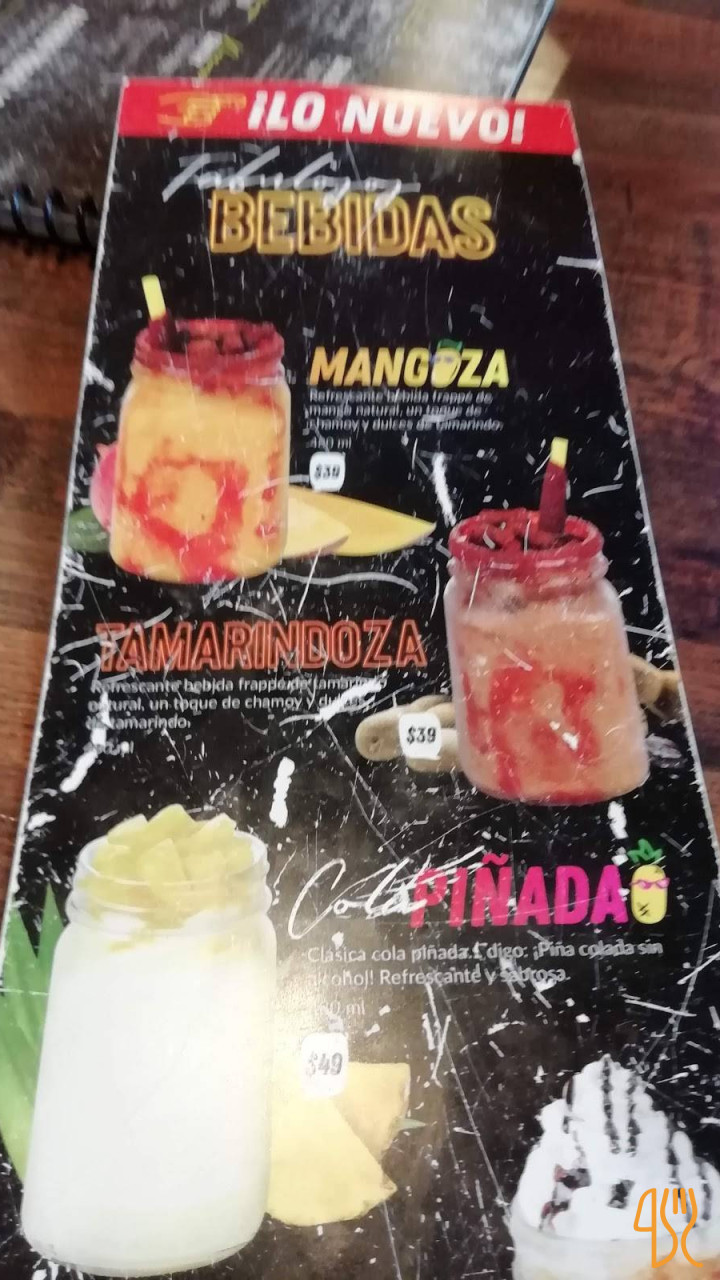 ¡LO NUEVO!
BEBIDAS
MANGOZA
Refrescante bebida frappé de
mango natural, un toque de
chamoy y dulces de tamarindo.
ml
$39
TAMARINDOZA
Refrescante bebida frappé de tamarindo
natural, un toque de chamoy y dulces
de tamarindo.
$39
Cola PIÑADA
Clásica cola piñada. Digo: ¡Piña colada sin
alcohol! Refrescante y sabrosa.
ml
$49